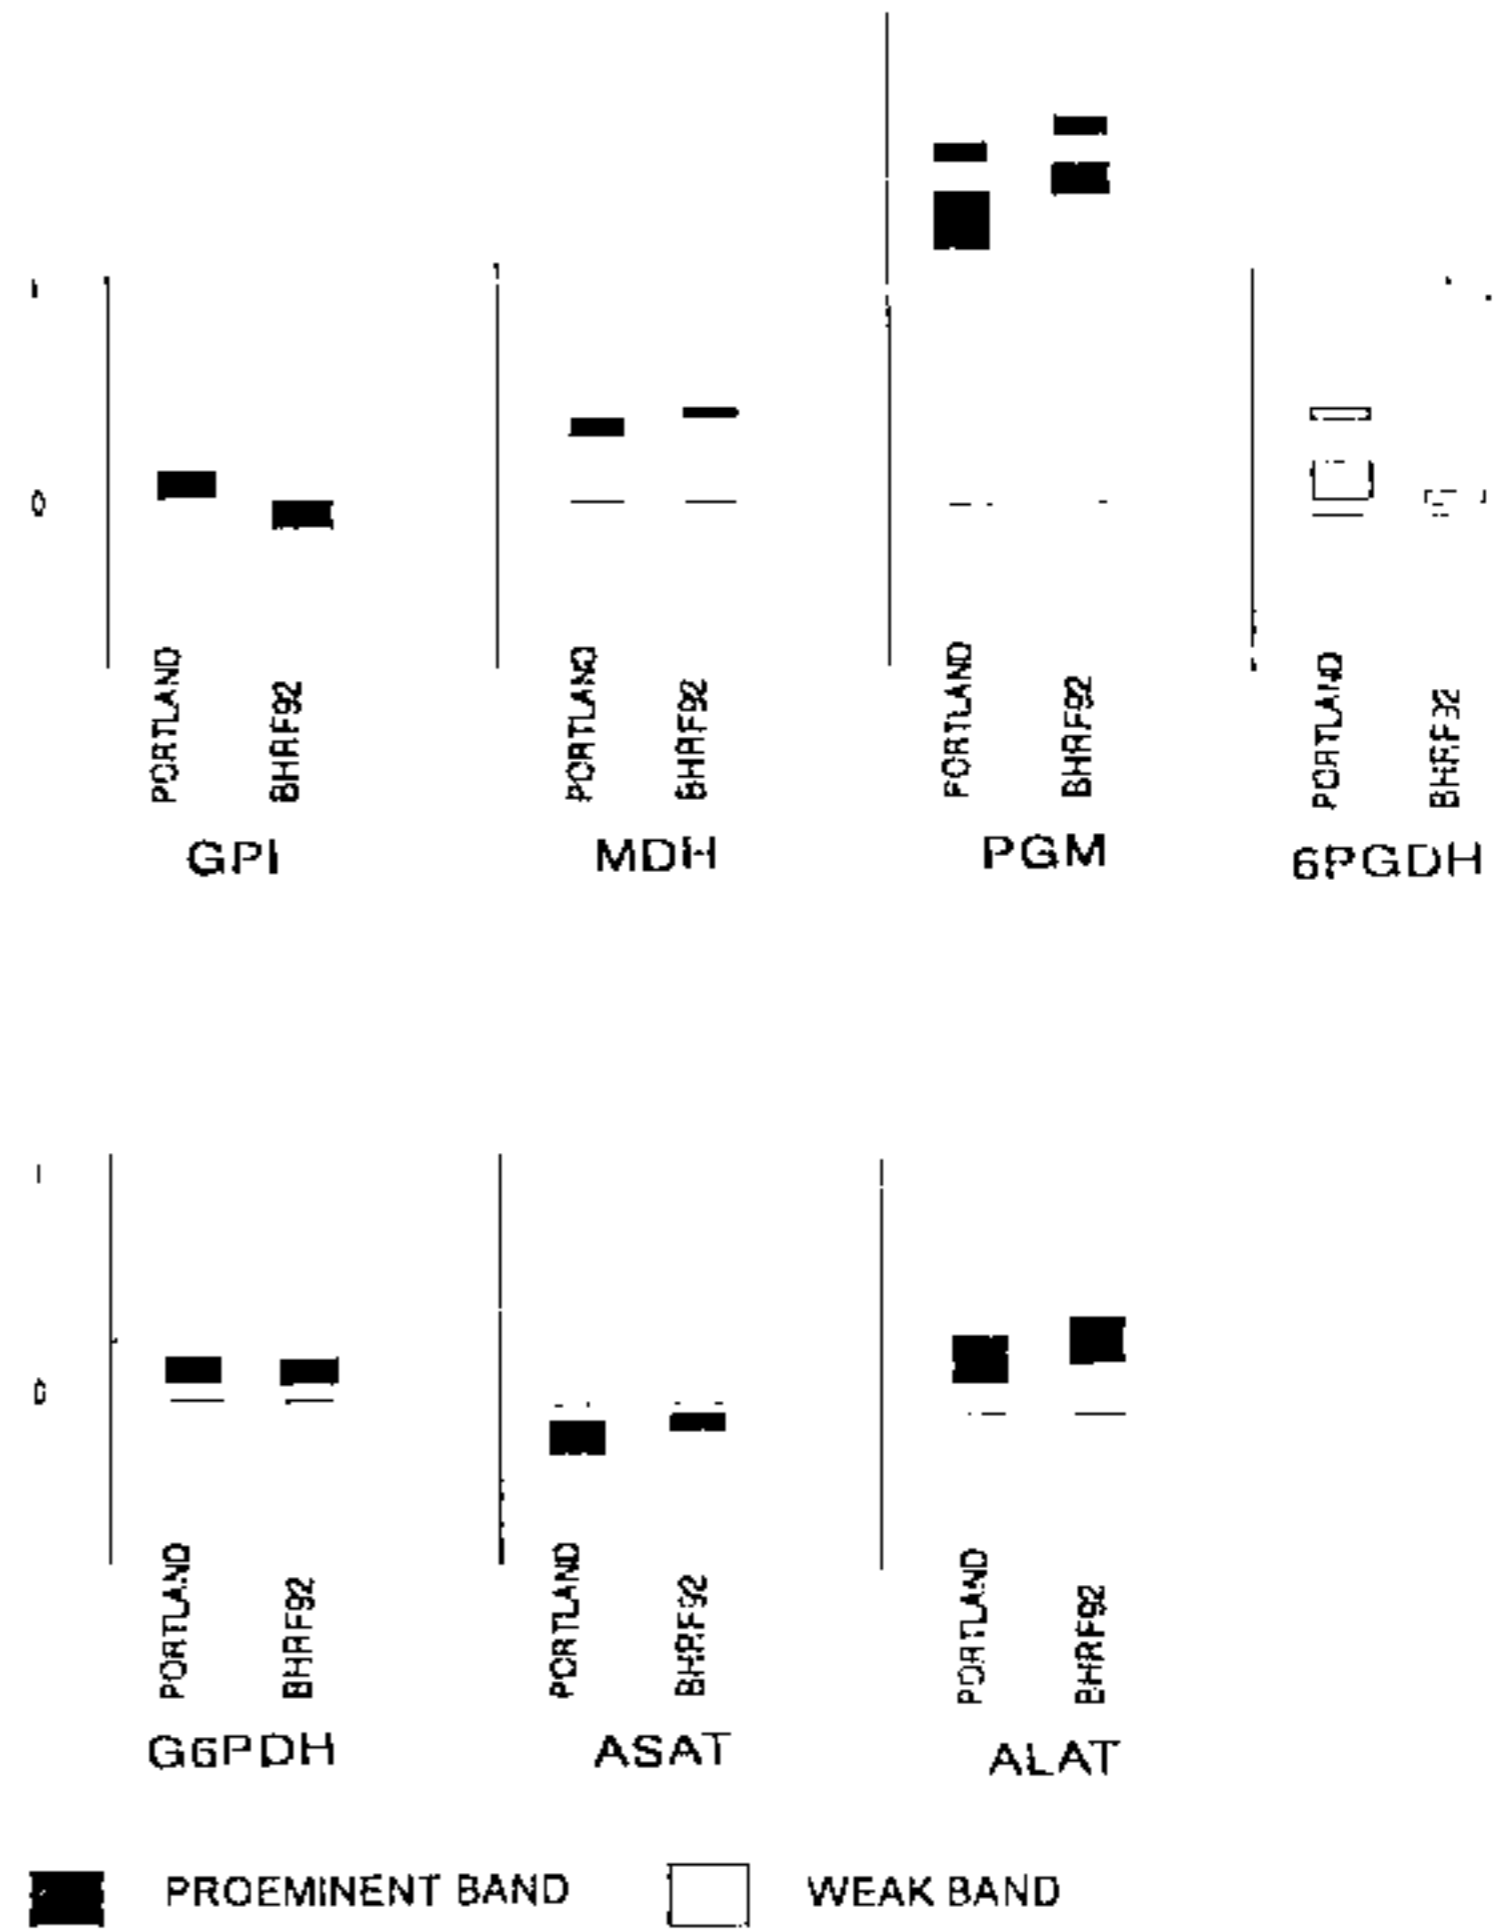 PORTLAND
BHRF92
PORTLAND
BHRF92
PORTLAND
BHRF92
PORTLAND
BHRF92
GPI
MDH
PGM
6PGDH
0
PORTLAND
BHRF92
PORTLAND
BHRF92
PORTLAND
BHRF92
G6PDH
ASAT
ALAT
0
PROEMINENT BAND
WEAK BAND